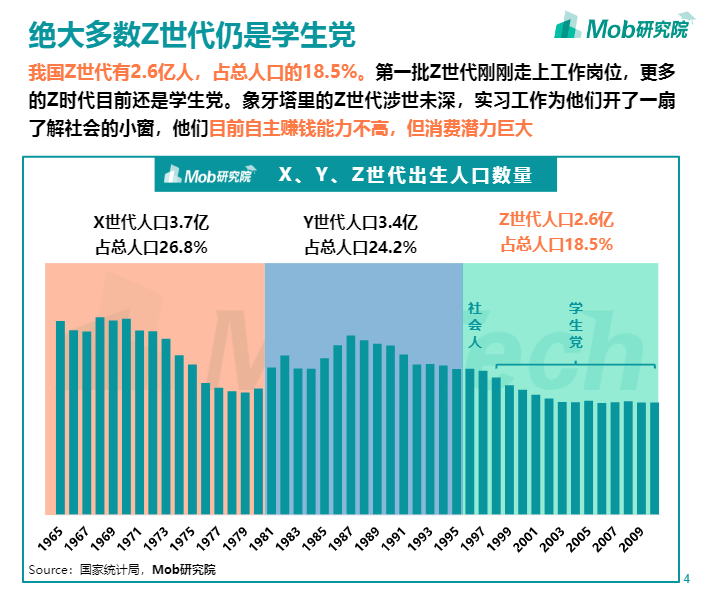 绝大多数Z世代仍是学生党
Mob研究院
我国Z世代有2.6亿人，占总人口的18.5%。第一批Z世代刚刚走上工作岗位，更多
的Z时代目前还是学生党。象牙塔里的Z世代涉世未深，实习工作为他们开了一扇
了解社会的小窗，他们目前自主赚钱能力不高，但消费潜力巨大
Mob研究院 X、Y、Z世代出生人口数量
X世代人口3.7亿
占总人口26.8%
Y世代人口3.4亿
占总人口24.2%
Z世代人口2.6亿
占总人口18.5%
社会人
学生党
MobTech
1965 1967 1969 1971 1973 1975 1977 1979 1981 1983 1985 1987 1989 1991 1993 1995 1997 1999 2001 2003 2005 2007 2009
Source：国家统计局，Mob研究院
4